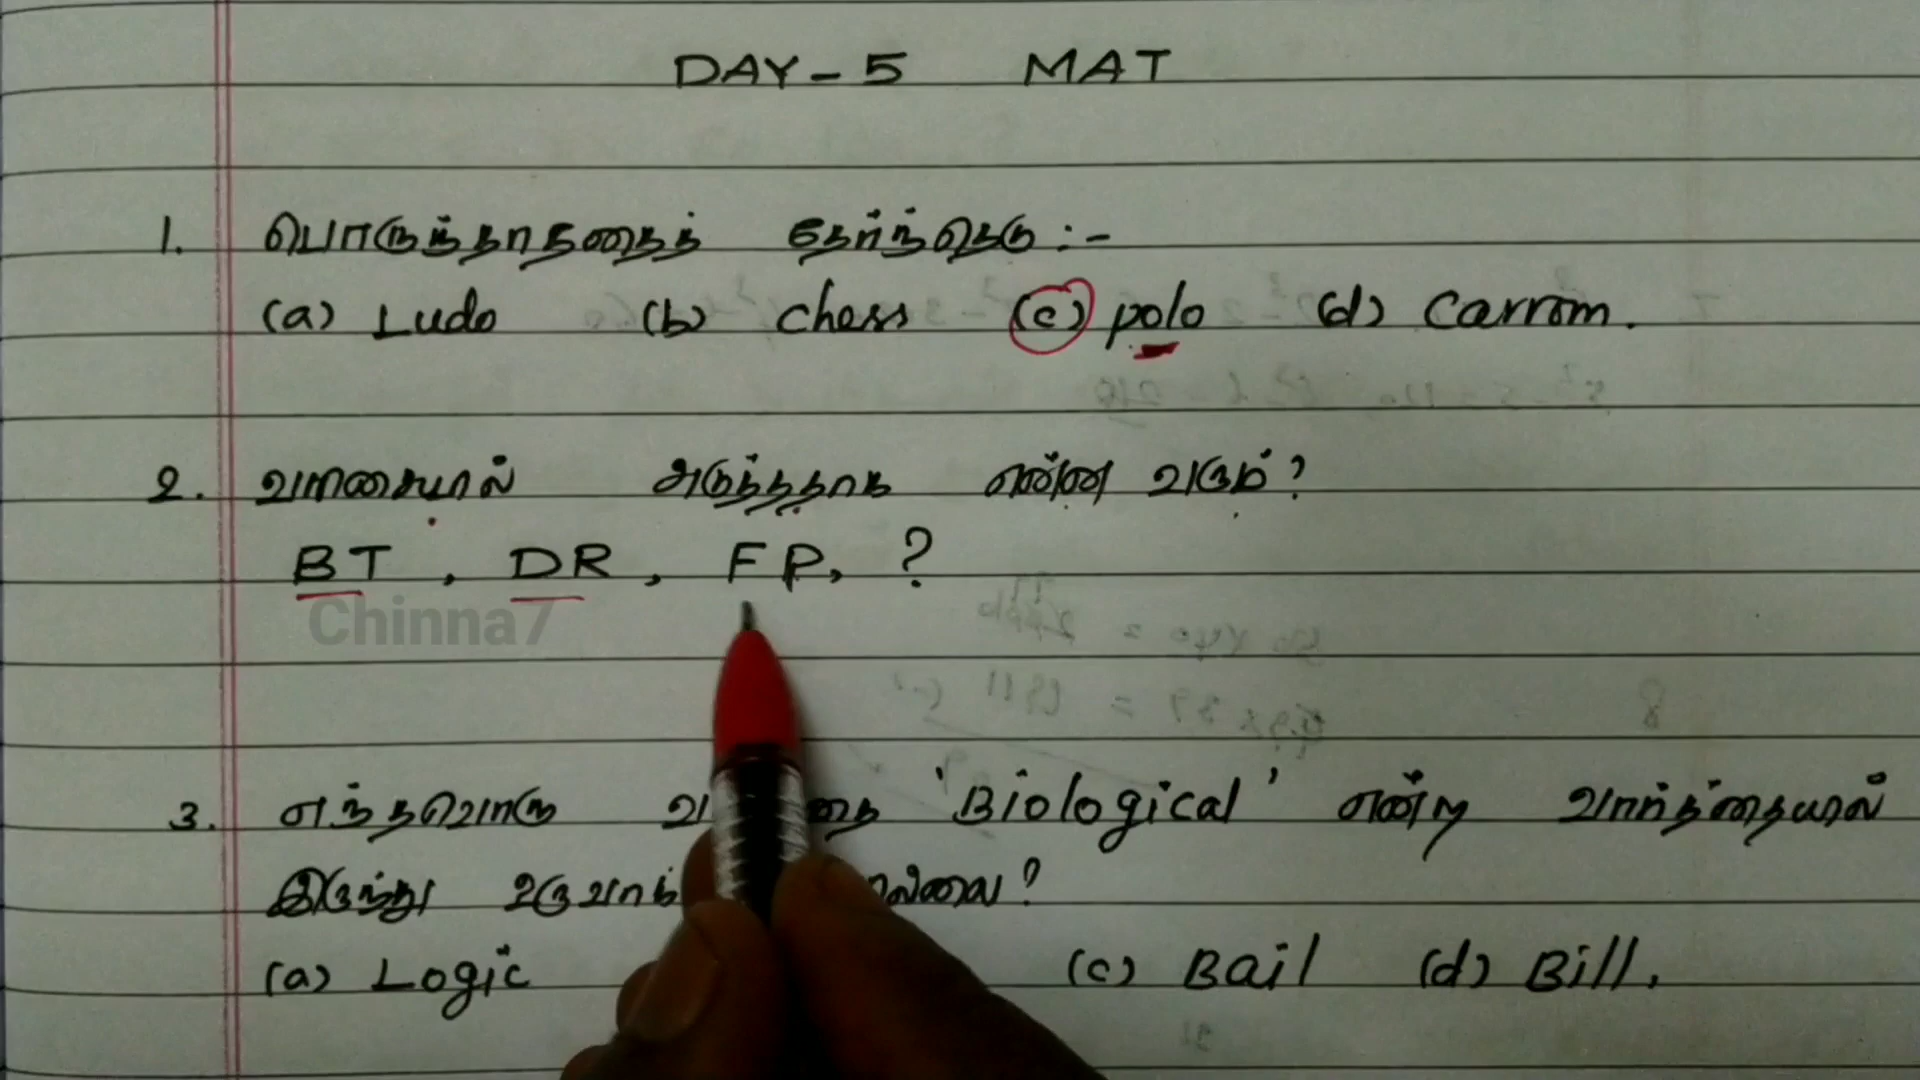 DAY - 5 MAT
1. பொருந்தாததைத் தேர்ந்தெடு :-
(a) Ludo (b) chess (c) polo (d) Carrom.
2. வரிசையில் அடுத்ததாக என்ன வரும்?
BT, DR, FP, ?
Chinna7
3. எந்தவொரு 'Biological' என்ற வார்த்தையில்
இருந்து
(a) Logic (c) Bail (d) Bill.